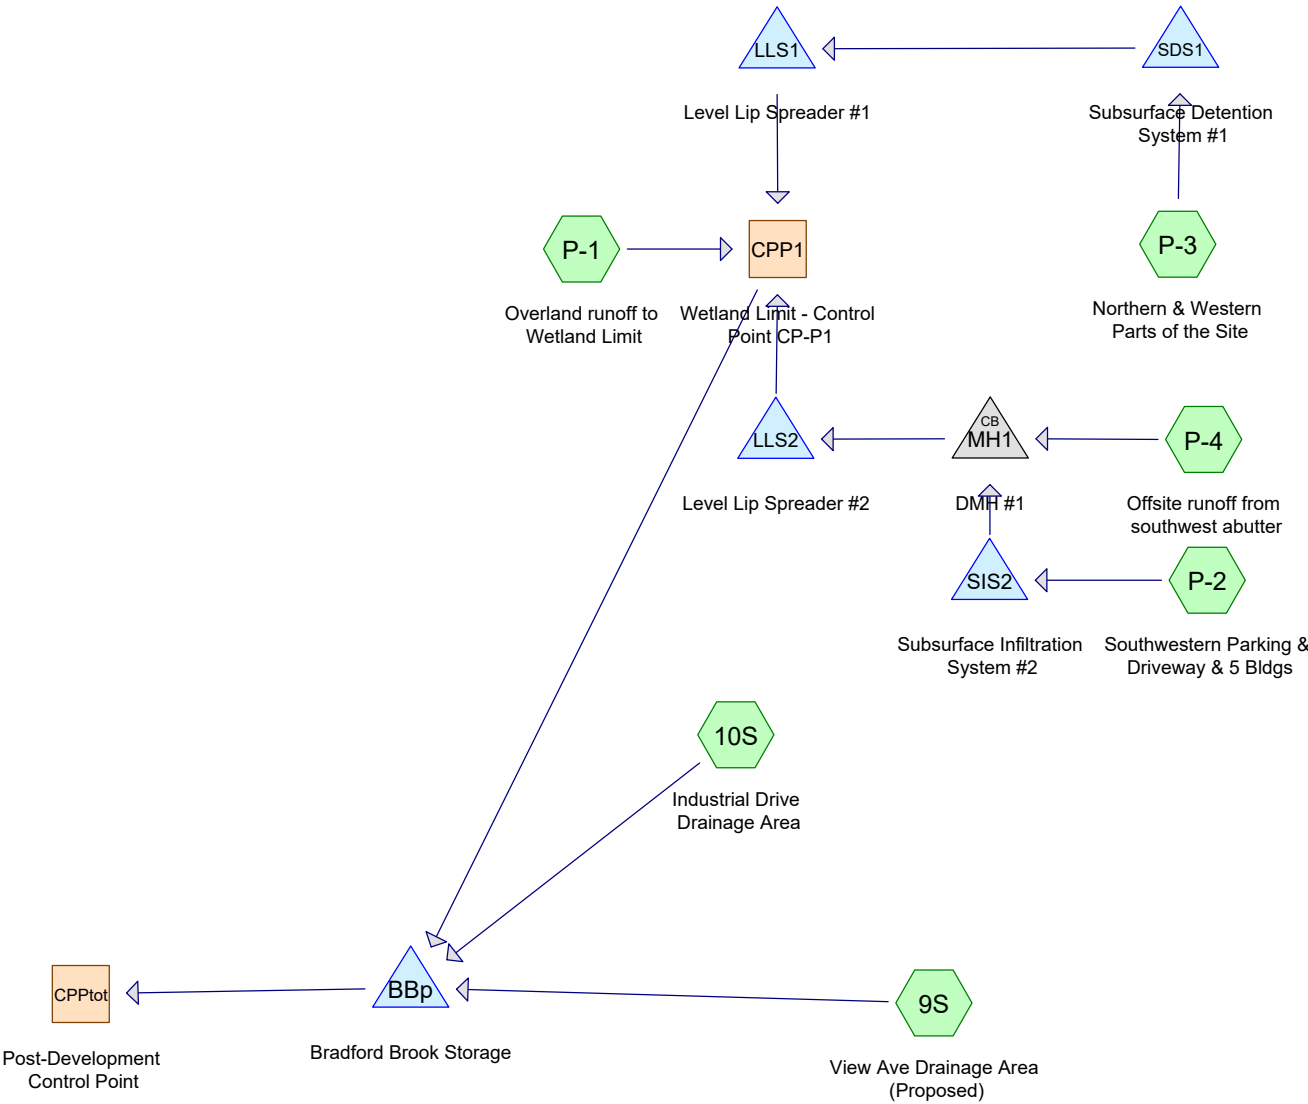 LLS1
SDS1
Level Lip Spreader #1
Subsurface Detention
System #1
P-1
CPP1
P-3
Overland runoff to
Wetland Limit
Wetland Limit - Control
Point CP-P1
Northern & Western
Parts of the Site
LLS2
CB
MH1
P-4
Level Lip Spreader #2
DMH #1
Offsite runoff from
southwest abutter
SIS2
P-2
Subsurface Infiltration
System #2
Southwestern Parking &
Driveway & 5 Bldgs
10S
Industrial Drive
Drainage Area
CPPtot
BBp
9S
Post-Development
Control Point
Bradford Brook Storage
View Ave Drainage Area
(Proposed)